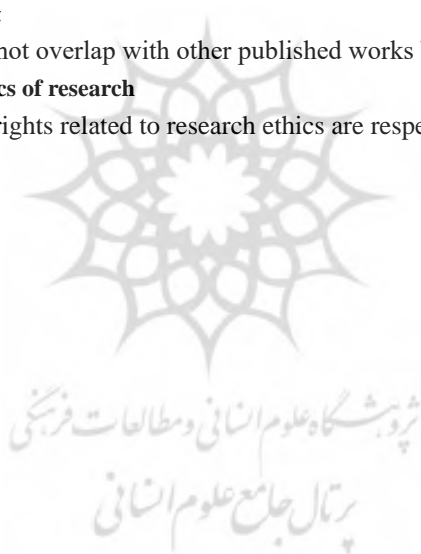 not overlap with other published works
cs of research
rights related to research ethics are respe
پژوهشگاه علوم انسانی و مطالعات فرهنگی
پرتال جامع علوم انسانی